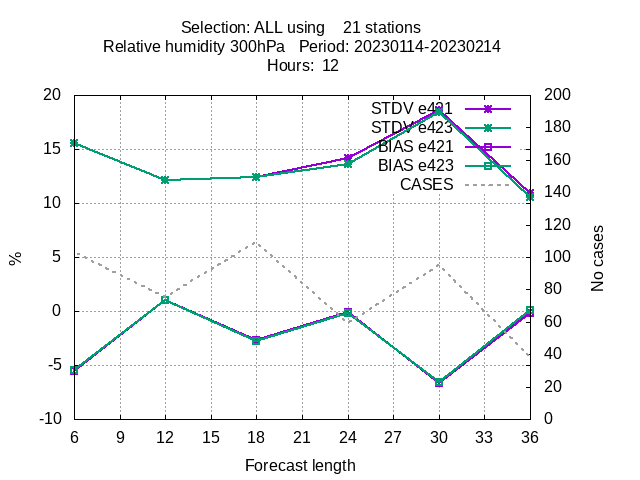 Selection: ALL using    21 stations
Relative humidity 300hPa   Period: 20230114-20230214
Hours:  12
STDV e421
STDV e423
BIAS e421
BIAS e423
CASES
20
15
10
5
0
-5
-10
%
200
180
160
140
120
100
80
60
40
20
0
No cases
6 9 12 15 18 21 24 27 30 33 36
Forecast length